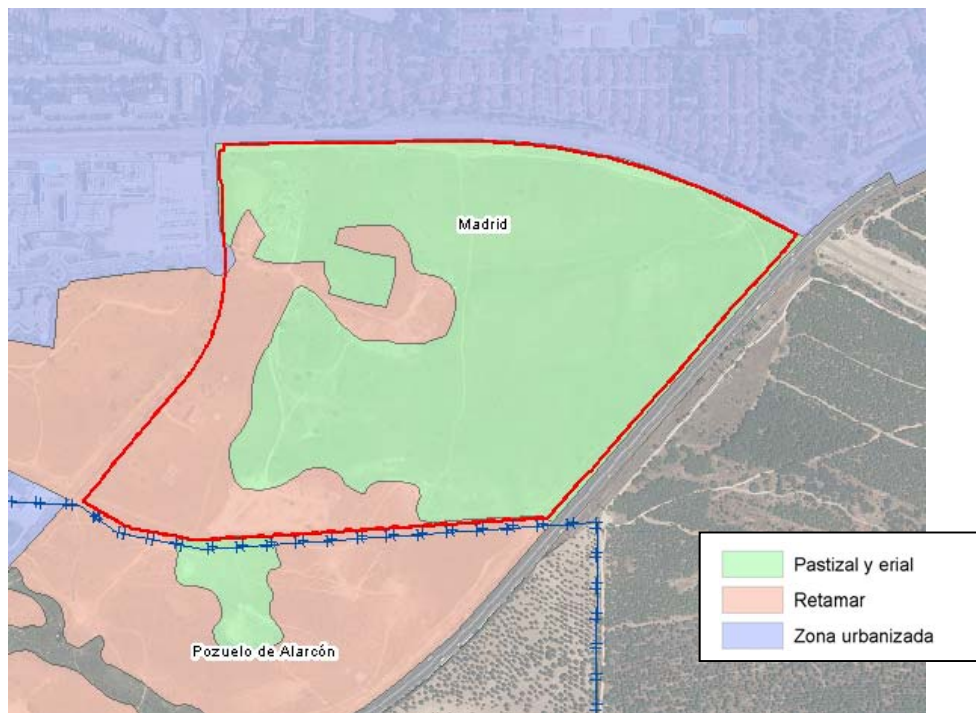 Madrid
Pozuelo de Alarcón
Pastizal y erial
Retamar
Zona urbanizada